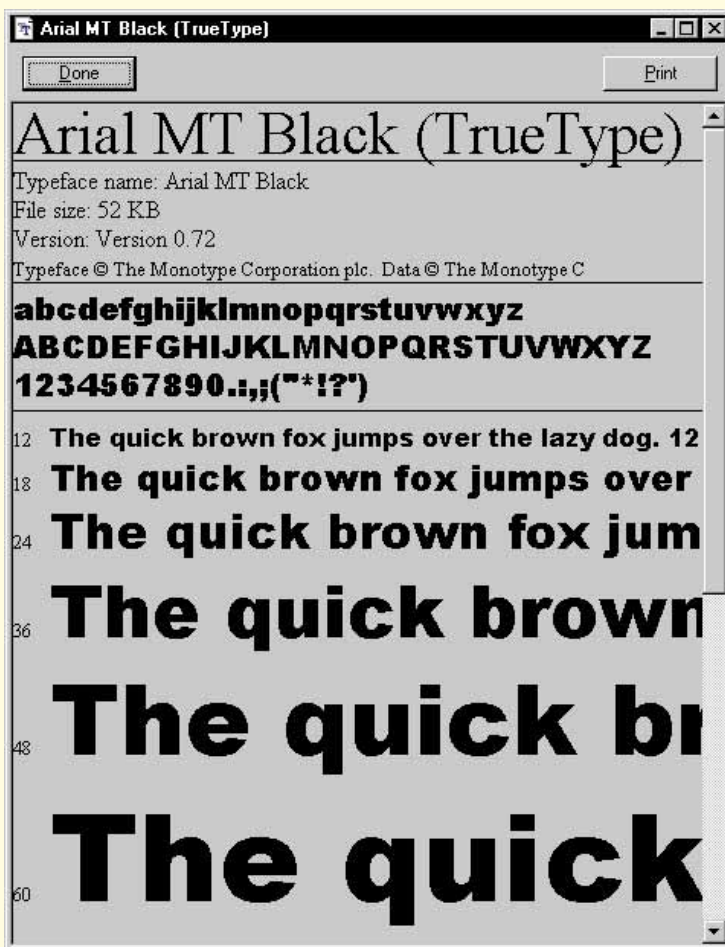 Arial MT Black (TrueType)
Done Print
Arial MT Black (TrueType)
Typeface name: Arial MT Black
File size: 52 KB
Version: Version 0.72
Typeface © The Monotype Corporation plc. Data © The Monotype C
abcdefghijklmnopqrstuvwxyz
ABCDEFGHIJKLMNOPQRSTUVWXYZ
1234567890.:,;("*!?')
12 The quick brown fox jumps over the lazy dog. 12
18 The quick brown fox jumps over
24 The quick brown fox jum
36 The quick brown
48 The quick br
60 The quick